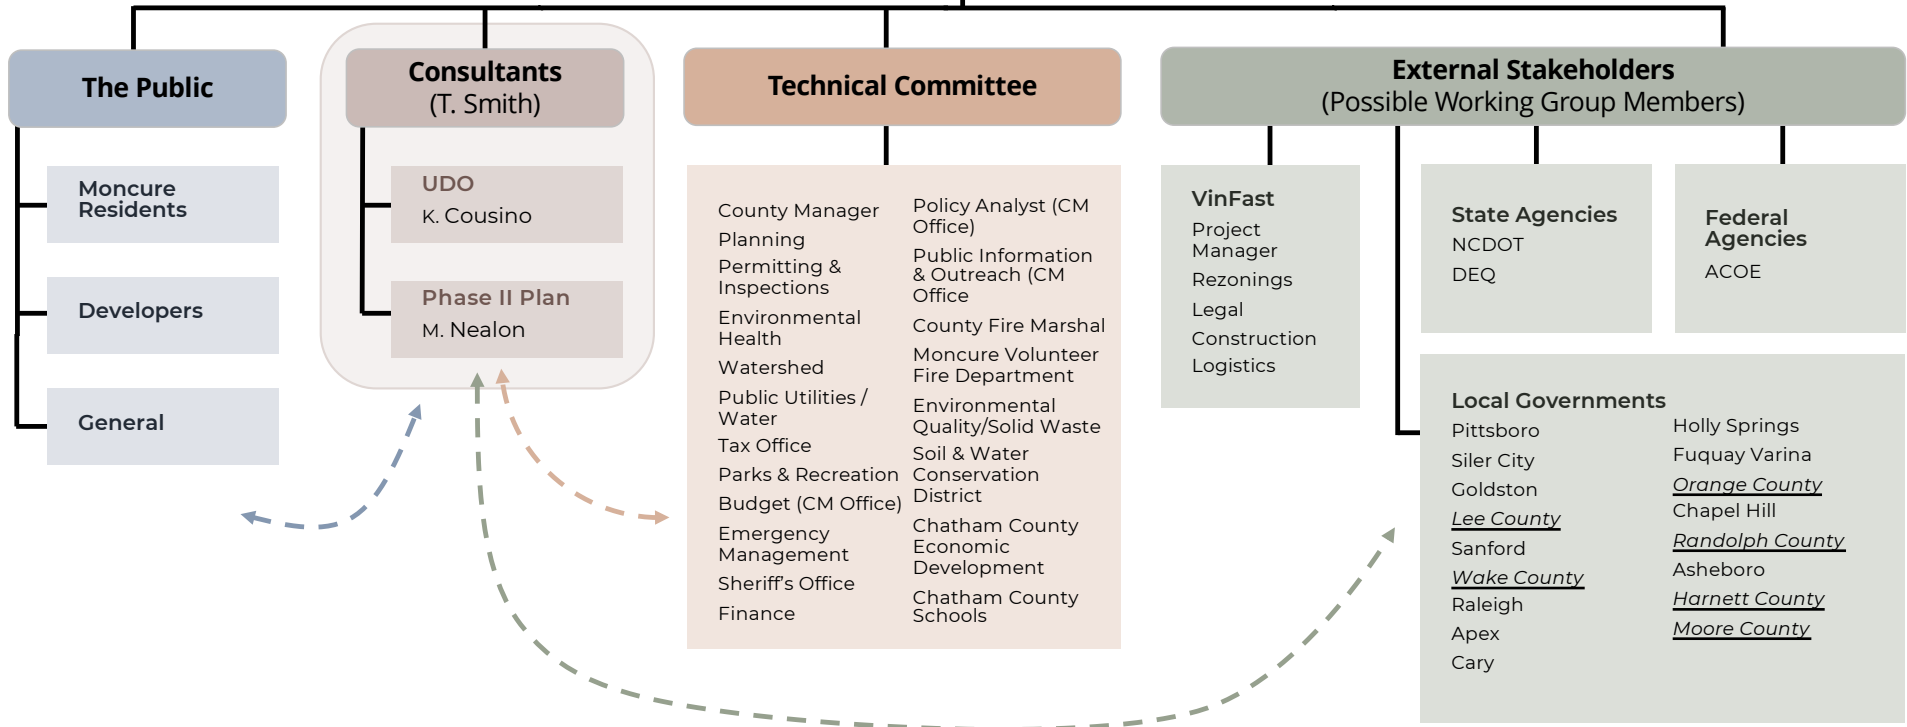 The Public
Moncure
Residents
Developers
General
Consultants
(T. Smith)
UDO
K. Cousino
Phase II Plan
M. Nealon
Technical Committee
County Manager
Planning
Permitting &
Inspections
Environmental
Health
Watershed
Public Utilities /
Water
Tax Office
Parks & Recreation
Budget (CM Office)
Emergency
Management
Sheriff's Office
Finance
Policy Analyst (CM
Office)
Public Information
& Outreach (CM
Office
County Fire Marshal
Moncure Volunteer
Fire Department
Environmental
Quality/Solid Waste
Soil & Water
Conservation
District
Chatham County
Economic
Development
Chatham County
Schools
External Stakeholders
(Possible Working Group Members)
VinFast
Project
Manager
Rezonings
Legal
Construction
Logistics
State Agencies
NCDOT
DEQ
Federal
Agencies
ACOE
Local Governments
Pittsboro
Siler City
Goldston
Lee County
Sanford
Wake County
Raleigh
Apex
Cary
Holly Springs
Fuquay Varina
Orange County
Chapel Hill
Randolph County
Asheboro
Harnett County
Moore County